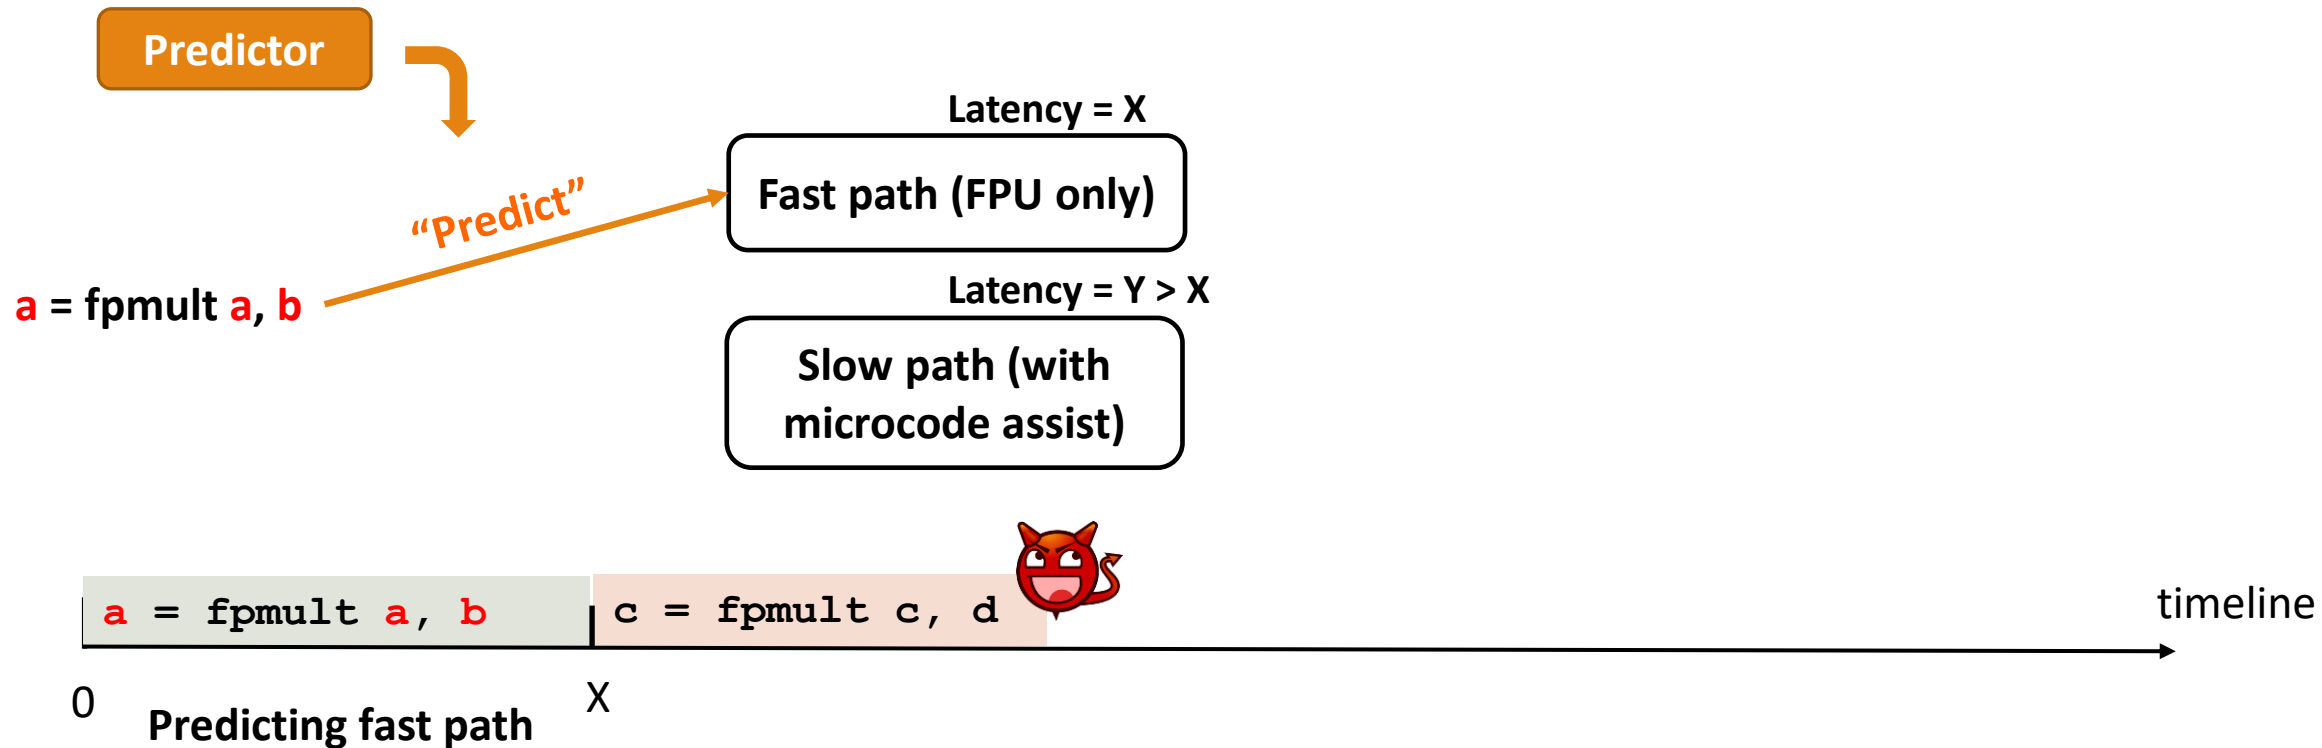 Predictor
Latency = X
Fast path (FPU only)
“Predict”
Latency = Y > X
a = fpmult a, b
Slow path (with
microcode assist)
a = fpmult a, b
c = fpmult c, d
timeline
0
X
Predicting fast path